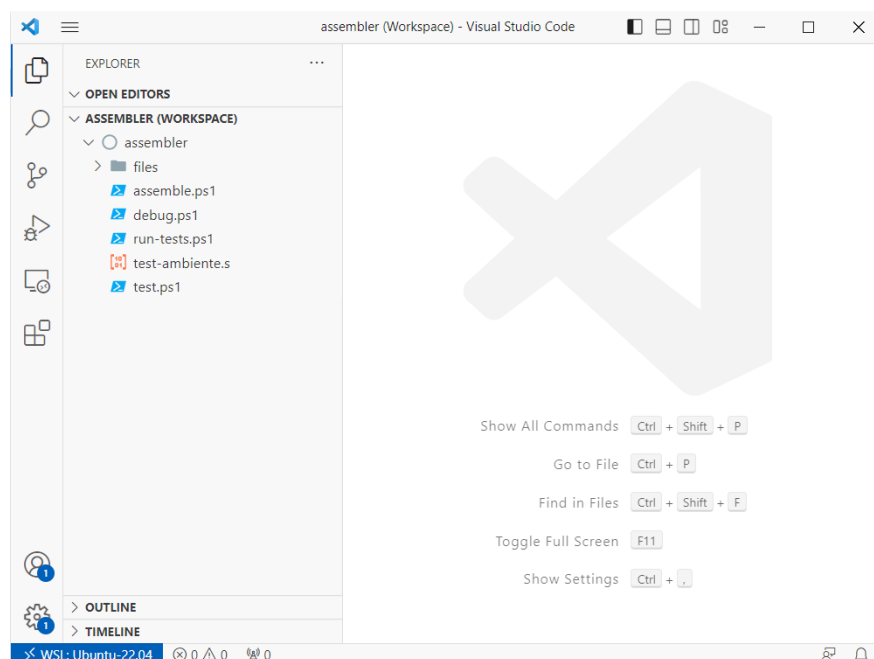 assembler (Workspace) - Visual Studio Code
EXPLORER
OPEN EDITORS
ASSEMBLER (WORKSPACE)
assembler
files
assemble.ps1
debug.ps1
run-tests.ps1
test-ambiente.s
test.ps1
Show All Commands Ctrl + Shift + P
Go to File Ctrl + P
Find in Files Ctrl + Shift + F
Toggle Full Screen F11
Show Settings Ctrl + ,
1
1
OUTLINE
TIMELINE
WSL: Ubuntu-22.04 0 0 0